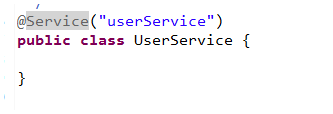 @Service("userService")
public class UserService {
}